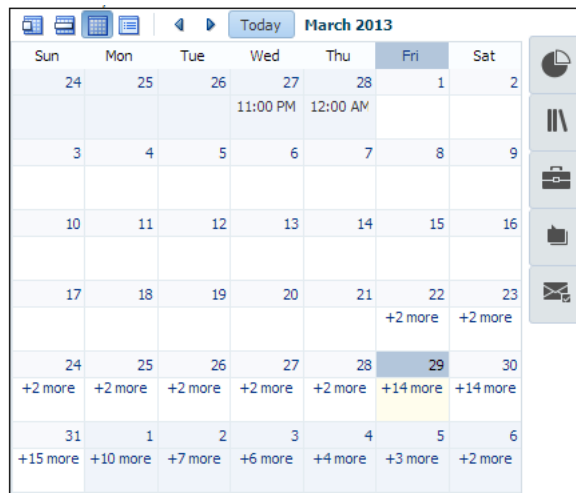 Today March 2013
Sun Mon Tue Wed Thu Fri Sat
24 25 26 27 28 1 2
11:00 PM 12:00 AM
3 4 5 6 7 8 9
10 11 12 13 14 15 16
17 18 19 20 21 22 23
+2 more +2 more
24 25 26 27 28 29 30
+2 more +2 more +2 more +2 more +2 more +14 more +14 more
31 1 2 3 4 5 6
+15 more +10 more +7 more +6 more +4 more +3 more +2 more